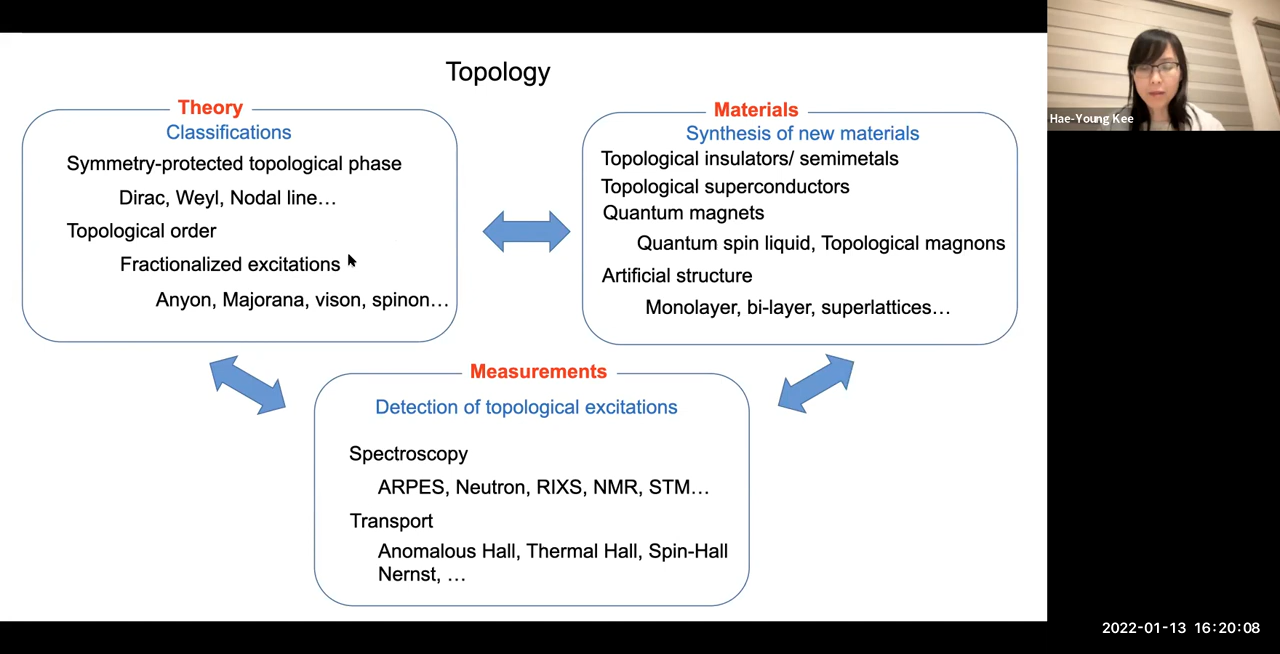 Topology
Theory
Classifications
Symmetry-protected topological phase
Dirac, Weyl, Nodal line…
Topological order
Fractionalized excitations
Anyon, Majorana, vison, spinon…
Materials
Synthesis of new materials
Topological insulators/ semimetals
Topological superconductors
Quantum magnets
Quantum spin liquid, Topological magnons
Artificial structure
Monolayer, bi-layer, superlattices…
Measurements
Detection of topological excitations
Spectroscopy
ARPES, Neutron, RIXS, NMR, STM…
Transport
Anomalous Hall, Thermal Hall, Spin-Hall
Nernst, …
Hae-Young Kee
2022-01-13 16:20:08